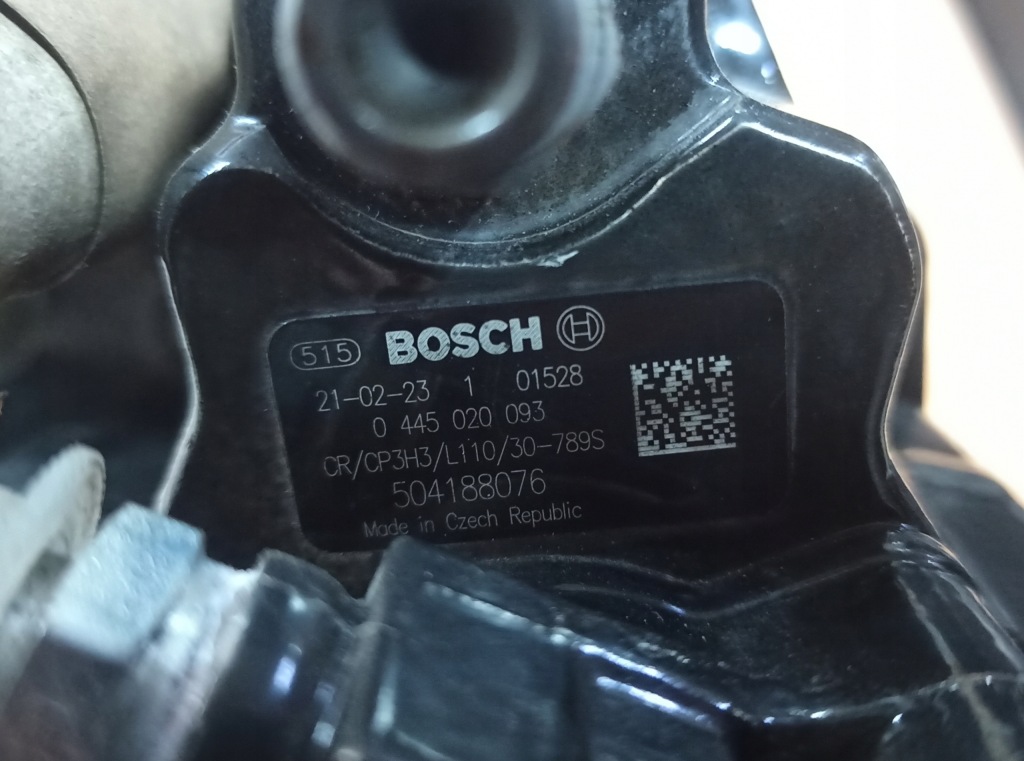 515 BOSCH
21-02-23 1 01528
0 445 020 093
CR/CP3H3/L110/30-789S
504188076
Made in Czech Republic